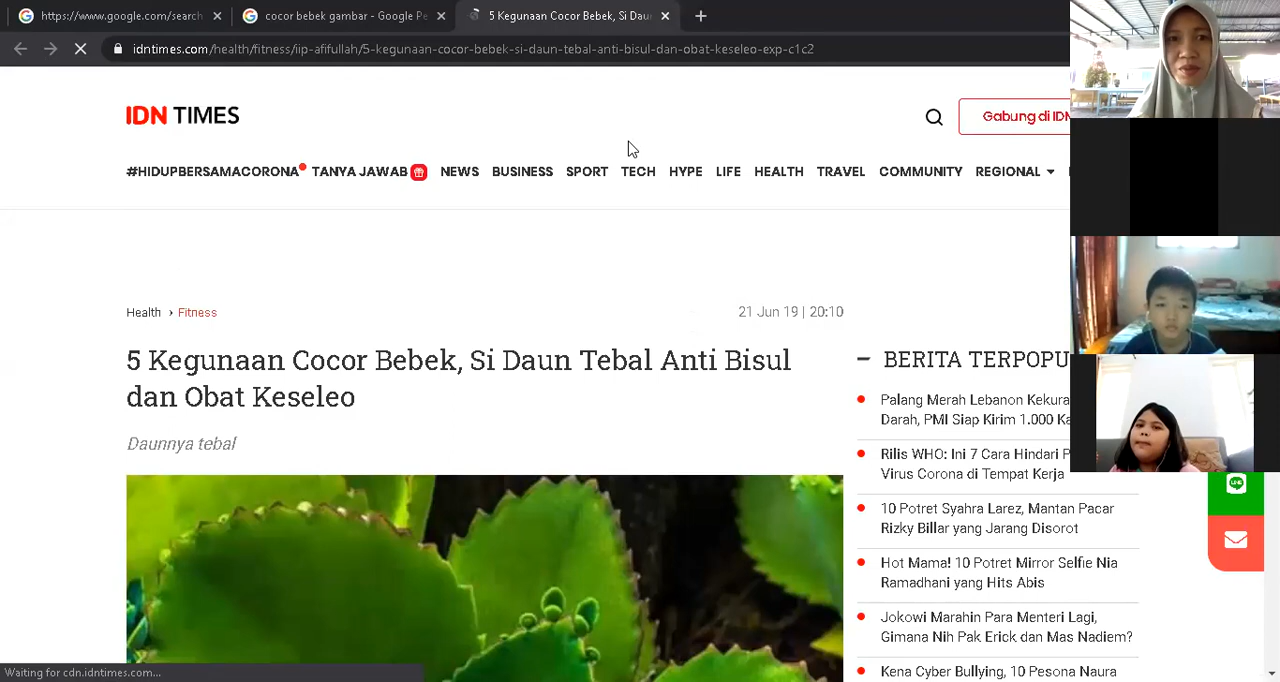 https://www.google.com/search
cocor bebek gambar - Google Pe
5 Kegunaan Cocor Bebek, Si Dau
idntimes.com/health/fitness/iip-afifullah/5-kegunaan-cocor-bebek-si-daun-tebal-anti-bisul-dan-obat-keseleo-exp-c1c2
IDN TIMES
Gabung di IDN
#HIDUPBERSAMACORONA TANYA JAWAB NEWS BUSINESS SPORT TECH HYPE LIFE HEALTH TRAVEL COMMUNITY REGIONAL
Health › Fitness
21 Jun 19 | 20:10
5 Kegunaan Cocor Bebek, Si Daun Tebal Anti Bisul
dan Obat Keseleo
Daunnya tebal
BERITA TERPOPU
Palang Merah Lebanon Kekura
Darah, PMI Siap Kirim 1.000 Ka
Rilis WHO: Ini 7 Cara Hindari P
Virus Corona di Tempat Kerja
10 Potret Syahra Larez, Mantan Pacar
Rizky Billar yang Jarang Disorot
Hot Mama! 10 Potret Mirror Selfie Nia
Ramadhani yang Hits Abis
Jokowi Marahin Para Menteri Lagi,
Gimana Nih Pak Erick dan Mas Nadiem?
Kena Cyber Bullying, 10 Pesona Naura
LINE
Waiting for cdn.idntimes.com...